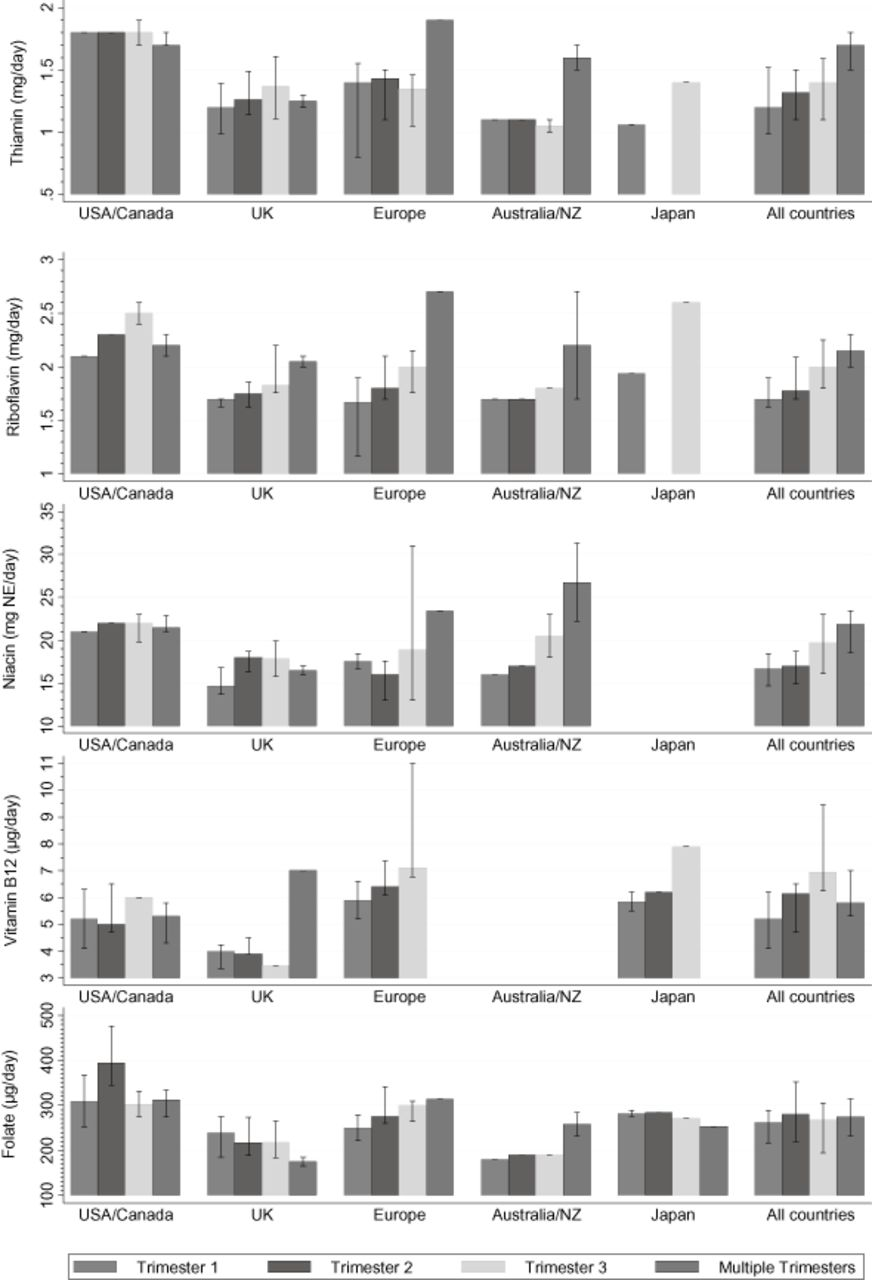 Thiamin (mg/day)
2
1.5
1
.5
USA/Canada UK Europe Australia/NZ Japan All countries
Riboflavin (mg/day)
3
2.5
2
1.5
1
USA/Canada UK Europe Australia/NZ Japan All countries
Niacin (mg NE/day)
35
30
25
20
15
10
USA/Canada UK Europe Australia/NZ Japan All countries
Vitamin B12 (µg/day)
11
10
9
8
7
6
5
4
3
USA/Canada UK Europe Australia/NZ Japan All countries
Folate (µg/day)
500
400
300
200
100
USA/Canada UK Europe Australia/NZ Japan All countries
Trimester 1 Trimester 2 Trimester 3 Multiple Trimesters